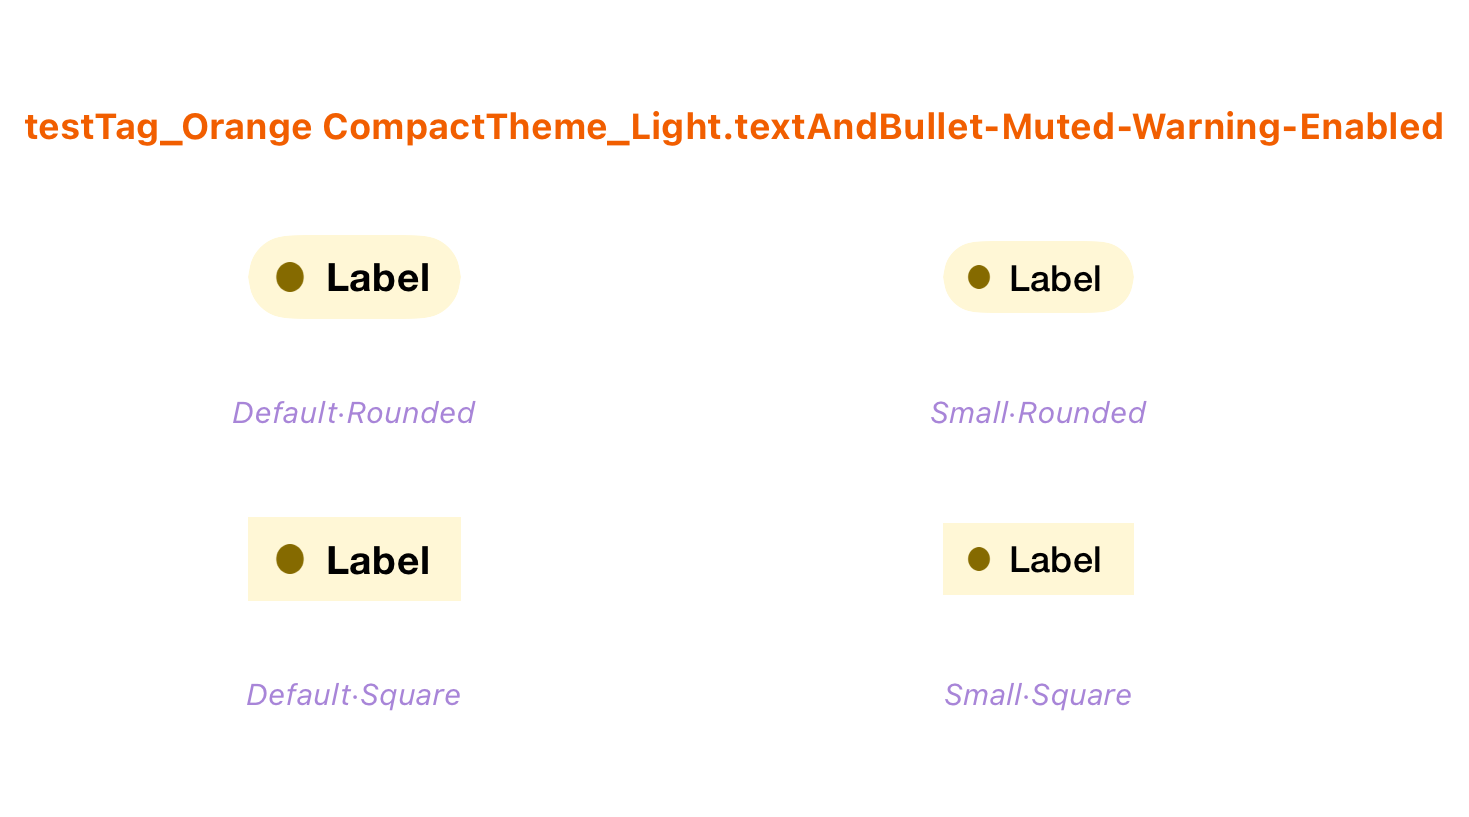 testTag_Orange CompactTheme_Light.textAndBullet-Muted-Warning-Enabled
Label
Label
Default·Rounded
Small·Rounded
Label
Label
Default·Square
Small·Square